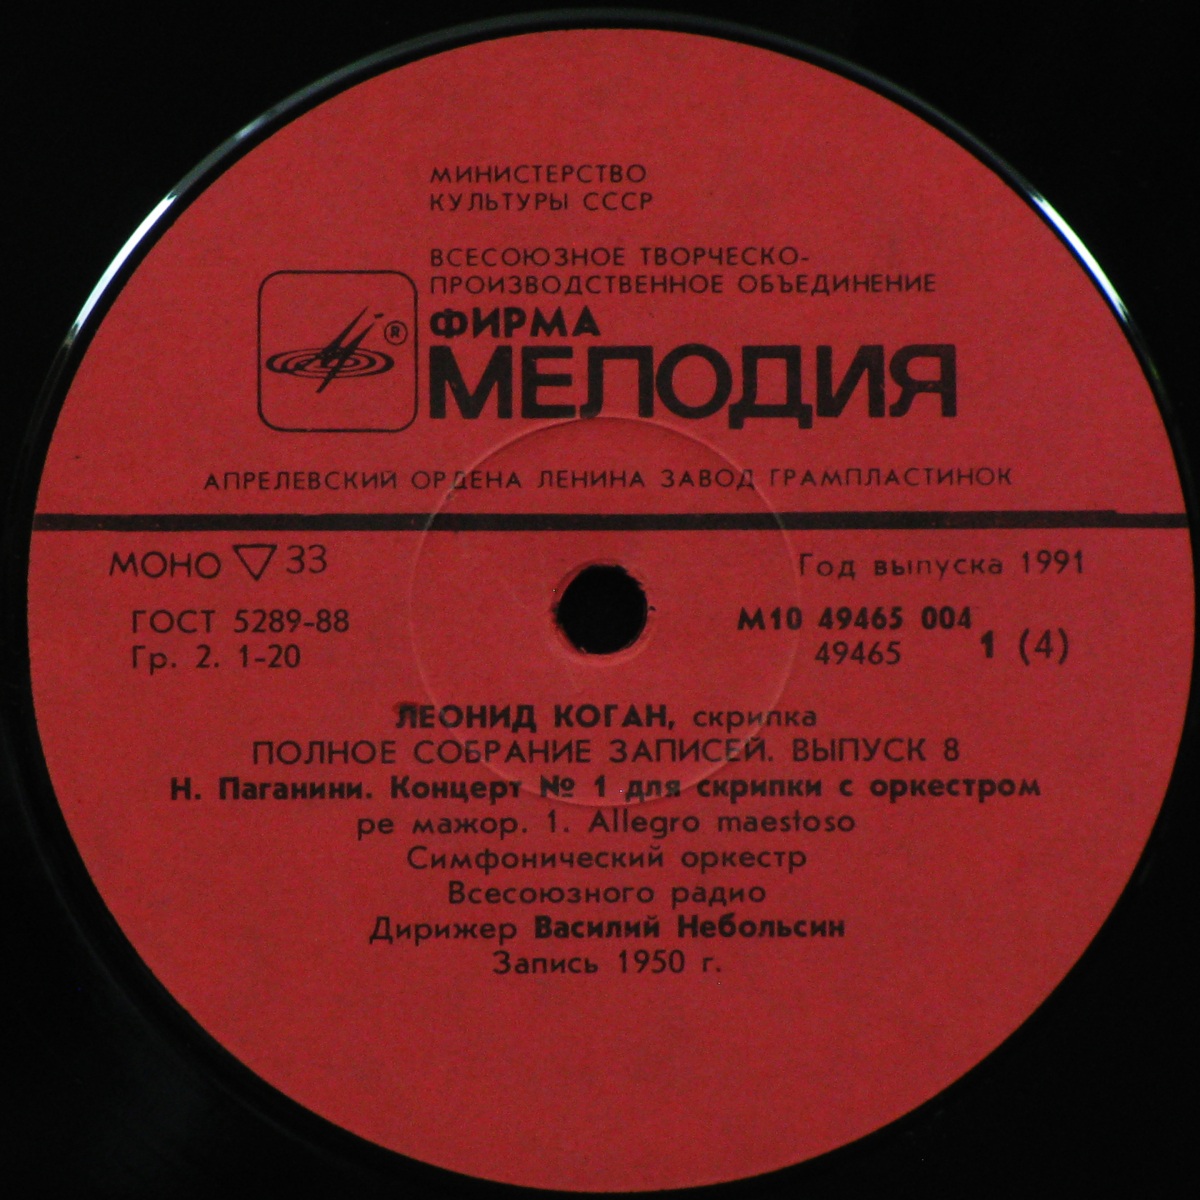 МИНИСТЕРСТВО
КУЛЬТУРЫ СССР
ВСЕСОЮЗНОЕ ТВОРЧЕСКО-
ПРОИЗВОДСТВЕННОЕ ОБЪЕДИНЕНИЕ
®
ФИРМА
МЕЛОДИЯ
АПРЕЛЕВСКИЙ ОРДЕНА ЛЕНИНА ЗАВОД ГРАМПЛАСТИНОК
МОНО ▽ 33
Год выпуска 1991
ГОСТ 5289-88
М10 49465 004
Гр. 2. 1-20
49465
1 (4)
ЛЕОНИД КОГАН, скрипка
ПОЛНОЕ СОБРАНИЕ ЗАПИСЕЙ. ВЫПУСК 8
Н. Паганини. Концерт № 1 для скрипки с оркестром
ре мажор. 1. Allegro maestoso
Симфонический оркестр
Всесоюзного радио
Дирижер Василий Небольсин
Запись 1950 г.